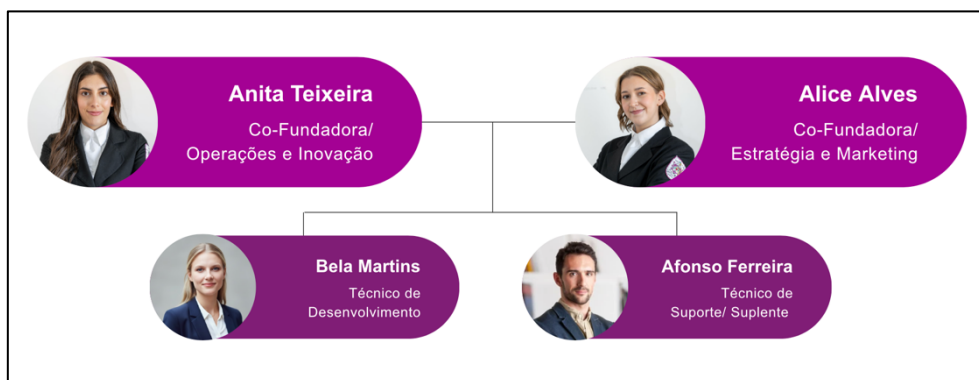 Anita Teixeira
Co-Fundadora/
Operações e Inovação
Alice Alves
Co-Fundadora/
Estratégia e Marketing
Bela Martins
Técnico de
Desenvolvimento
Afonso Ferreira
Técnico de
Suporte/ Suplente